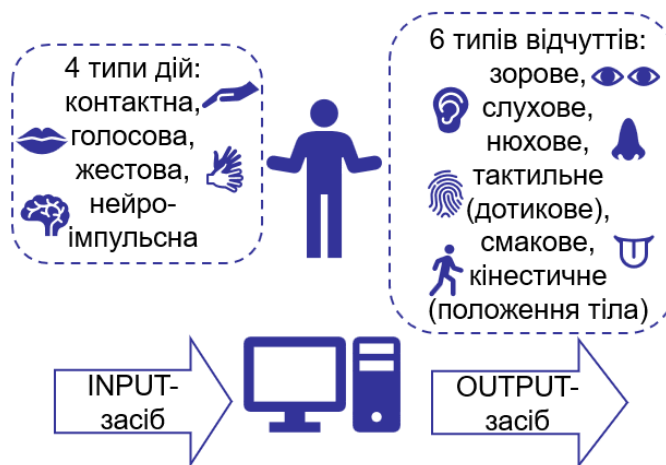 4 типи дій:
контактна,
голосова,
жестова,
нейро-
імпульсна
6 типів відчуттів:
зорове,
слухове,
нюхове,
тактильне
(дотикове),
смакове,
кінестичне
(положення тіла)
INPUT-
засіб
OUTPUT-
засіб